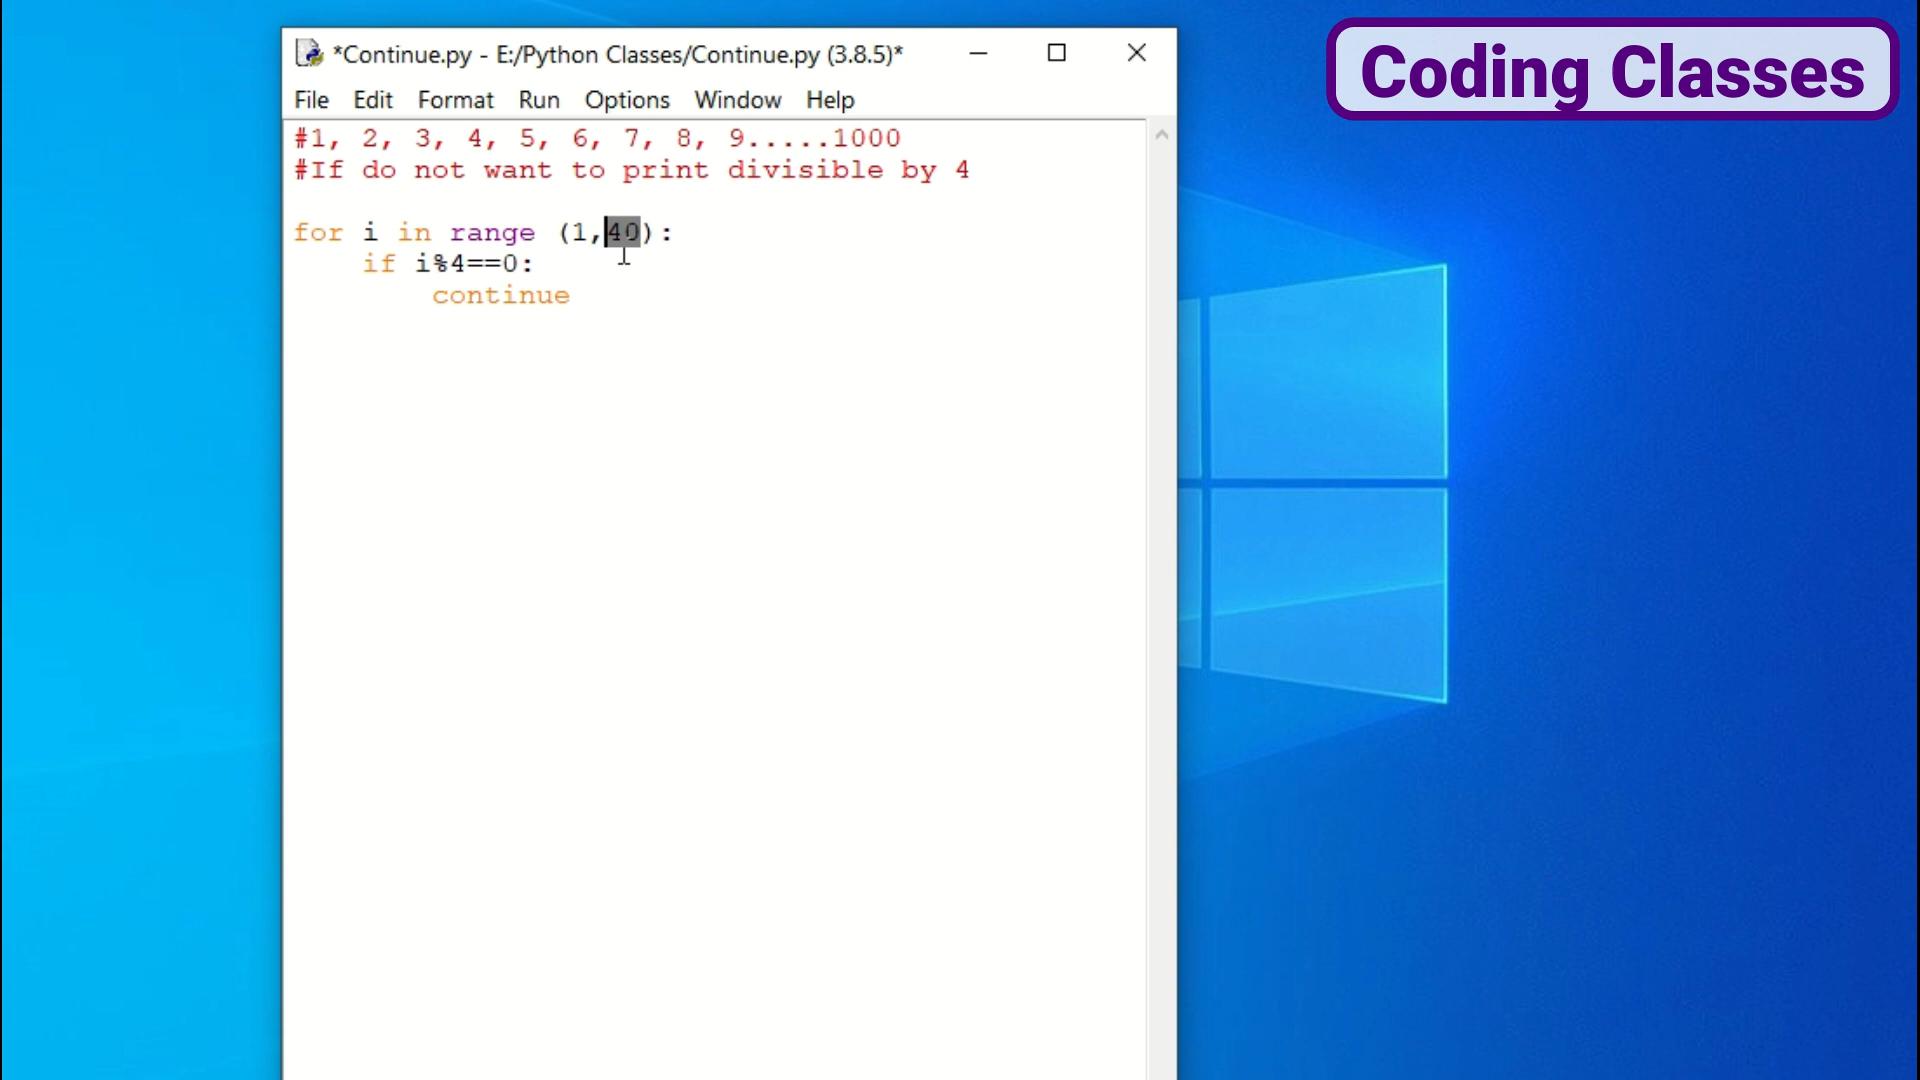 Coding Classes
*Continue.py - E:/Python Classes/Continue.py (3.8.5)*
File Edit Format Run Options Window Help
#1, 2, 3, 4, 5, 6, 7, 8, 9.....1000
#If do not want to print divisible by 4
for i in range (1,40):
    if i%4==0:
        continue